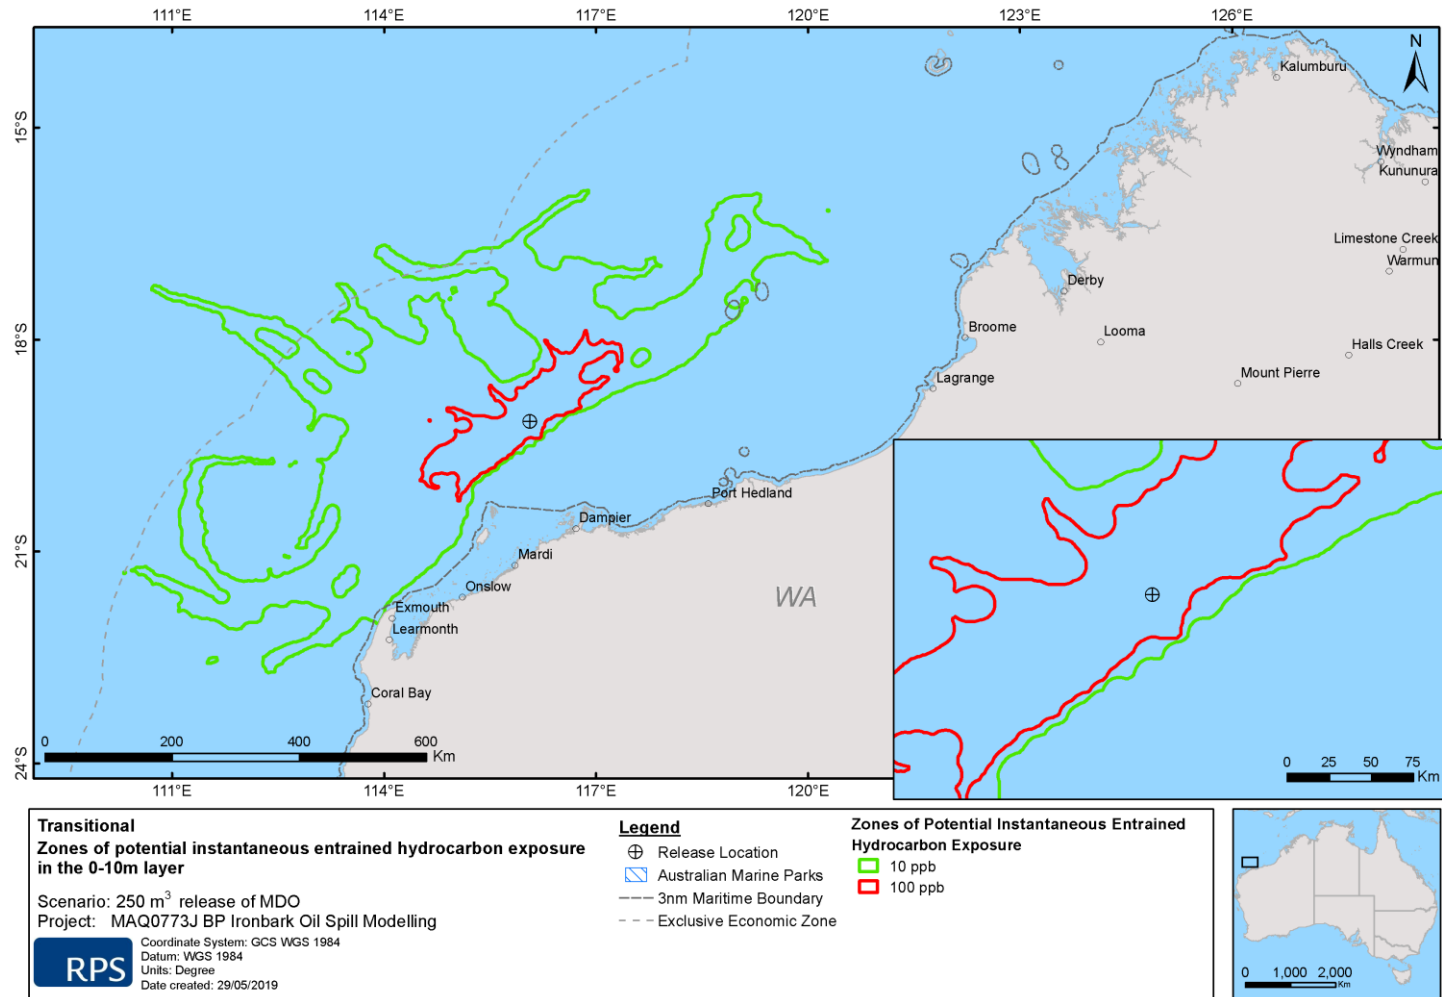 111°E 114°E 117°E 120°E 123°E 126°E
N
Kalumburu
15°S
Wyndham
Kununura
Limestone Creek
Warmun
Derby
18°S
Broome
Looma
Halls Creek
Mount Pierre
Lagrange
Port Hedland
Dampier
21°S
Mardi
WA
Onslow
Exmouth
Learmonth
Coral Bay
0 200 400 600
Km
24°S
0 25 50 75
Km
111°E 114°E 117°E 120°E
Transitional
Zones of potential instantaneous entrained hydrocarbon exposure
in the 0-10m layer
Scenario: 250 m³ release of MDO
Project: MAQ0773J BP Ironbark Oil Spill Modelling
RPS
Coordinate System: GCS WGS 1984
Datum: WGS 1984
Units: Degree
Date created: 29/05/2019
Legend
Release Location
Australian Marine Parks
3nm Maritime Boundary
Exclusive Economic Zone
Zones of Potential Instantaneous Entrained
Hydrocarbon Exposure
10 ppb
100 ppb
0 1,000 2,000
Km